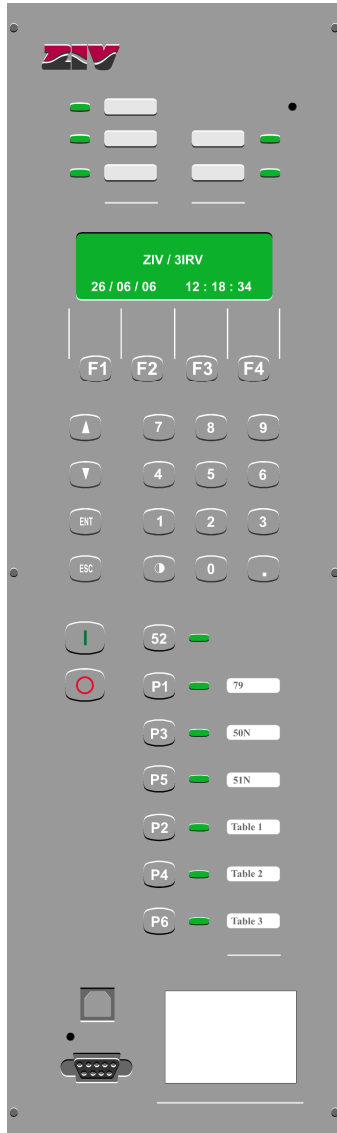 ZIV
ZIV / 3IRV
26 / 06 / 06 12 : 18 : 34
F1 F2 F3 F4
7 8 9
4 5 6
ENT 1 2 3
ESC 0 .
52
P1 79
P3 50N
P5 51N
P2 Table 1
P4 Table 2
P6 Table 3